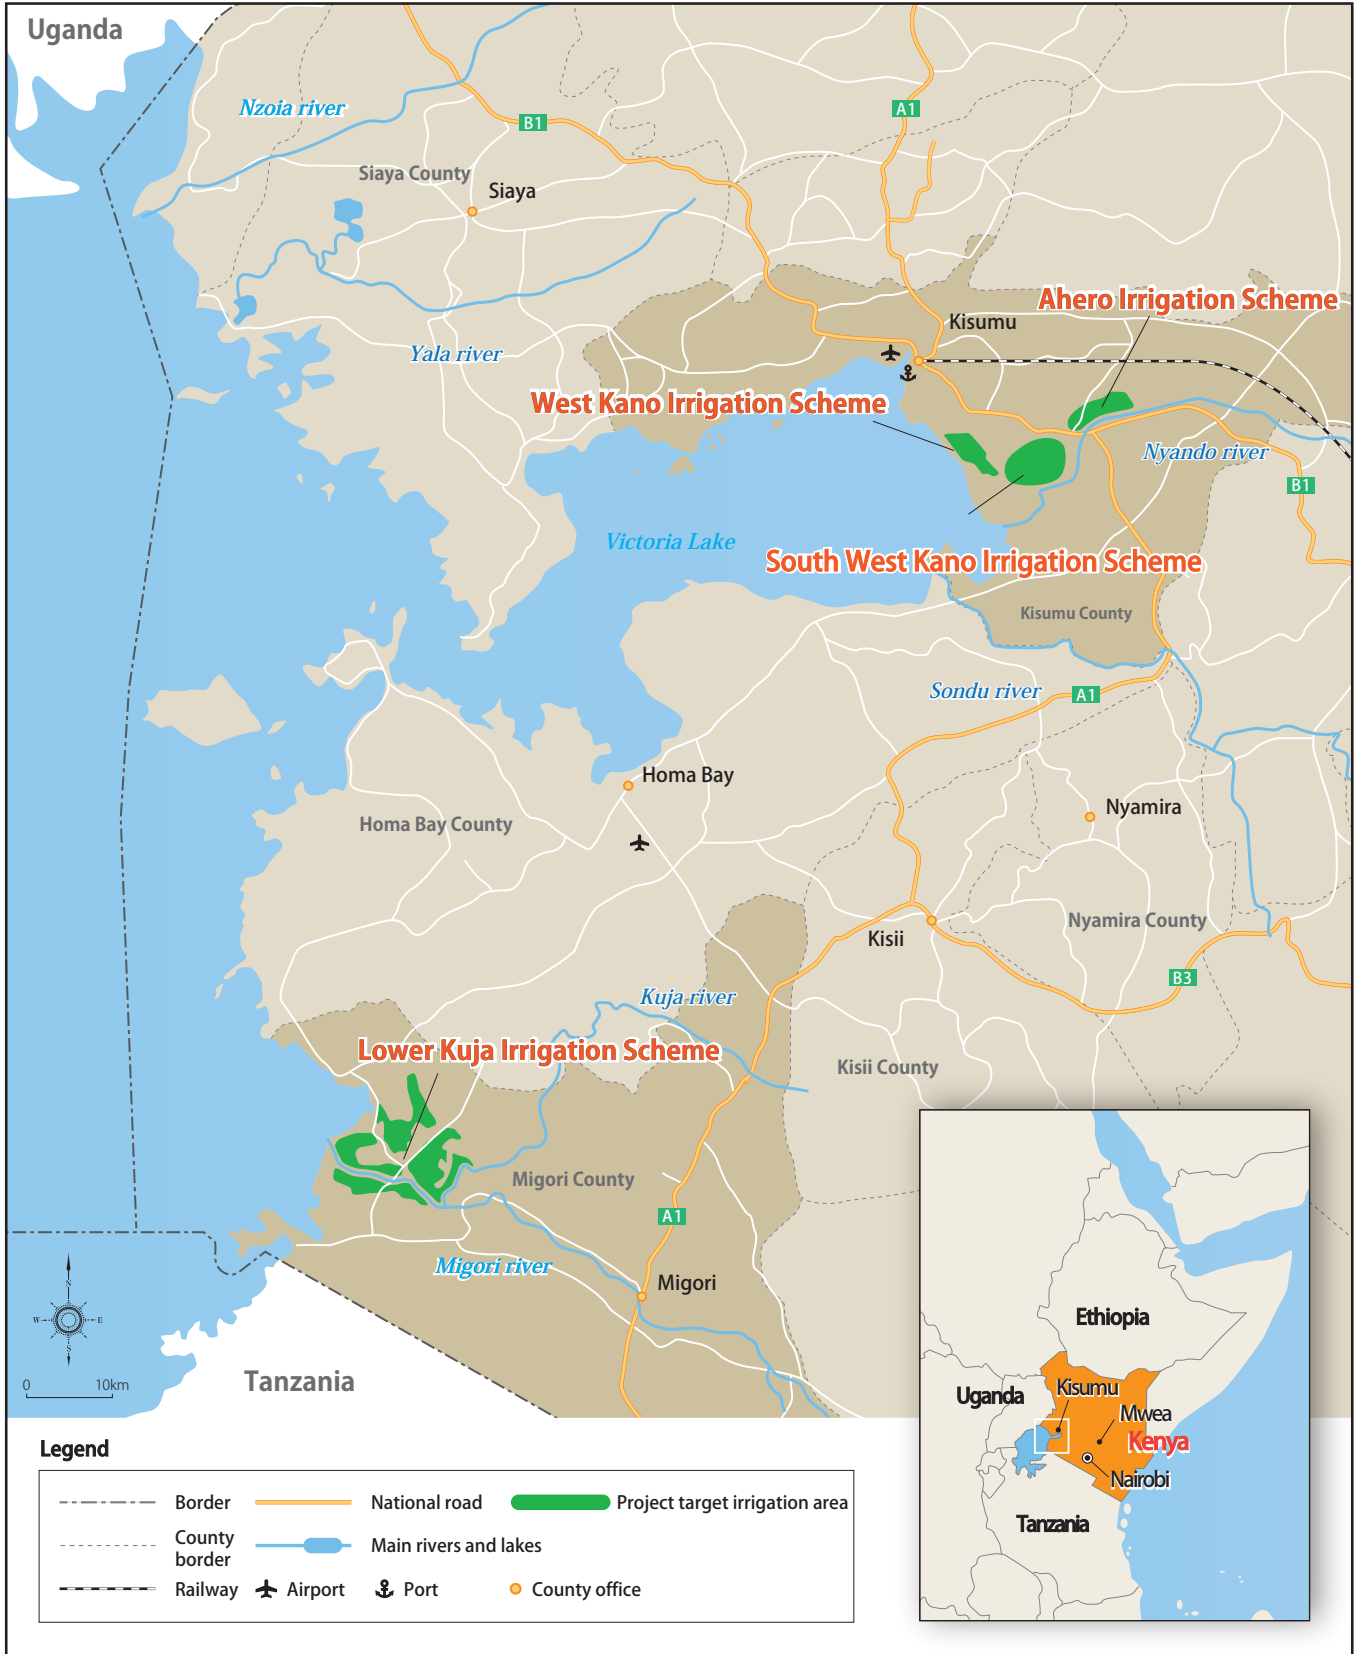 Uganda
Nzoia river
B1
A1
Siaya County
Siaya
Ahero Irrigation Scheme
Kisumu
Yala river
West Kano Irrigation Scheme
Nyando river
B1
Victoria Lake
South West Kano Irrigation Scheme
Kisumu County
Sondu river
A1
Homa Bay
Nyamira
Homa Bay County
Nyamira County
Kisii
B3
Kuja river
Lower Kuja Irrigation Scheme
Kisii County
Migori County
A1
Migori river
Migori
N
W
E
S
Tanzania
0 10km
Ethiopia
Uganda
Kisumu
Mwea
Kenya
Nairobi
Tanzania
Legend
Border
National road
Project target irrigation area
County
border
Main rivers and lakes
Railway
Airport
Port
County office